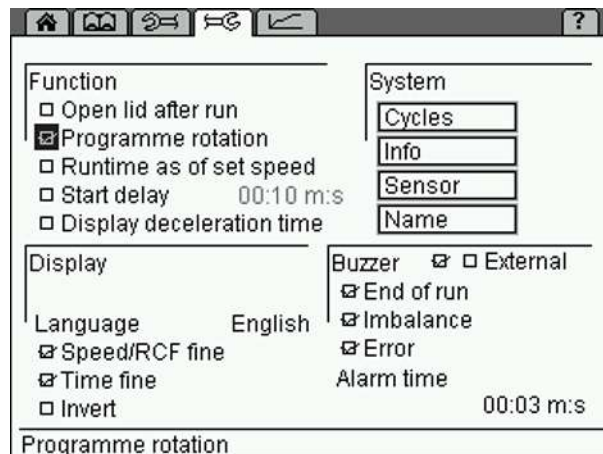 ?
Function
Open lid after run
Programme rotation
Runtime as of set speed
Start delay 00:10 m:s
Display deceleration time
System
Cycles
Info
Sensor
Name
Display
Language English
Speed/RCF fine
Time fine
Invert
Buzzer External
End of run
Imbalance
Error
Alarm time
00:03 m:s
Programme rotation